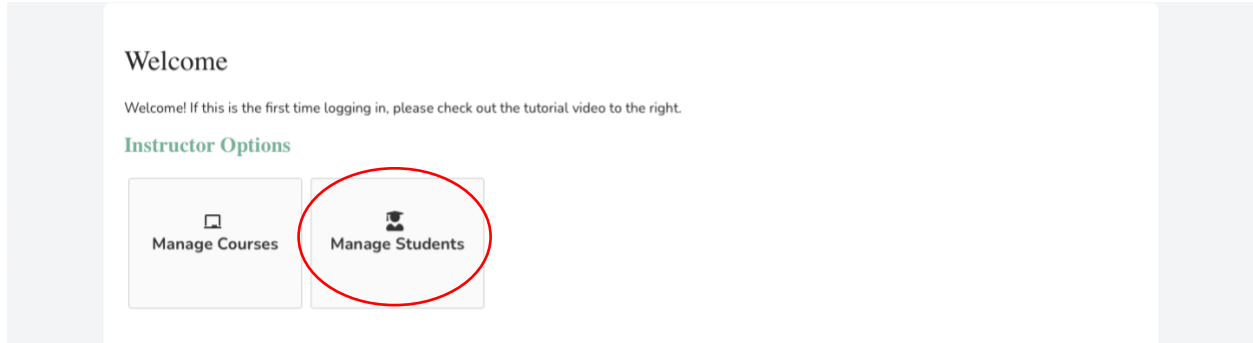 Welcome
Welcome! If this is the first time logging in, please check out the tutorial video to the right.
Instructor Options
Manage Courses
Manage Students